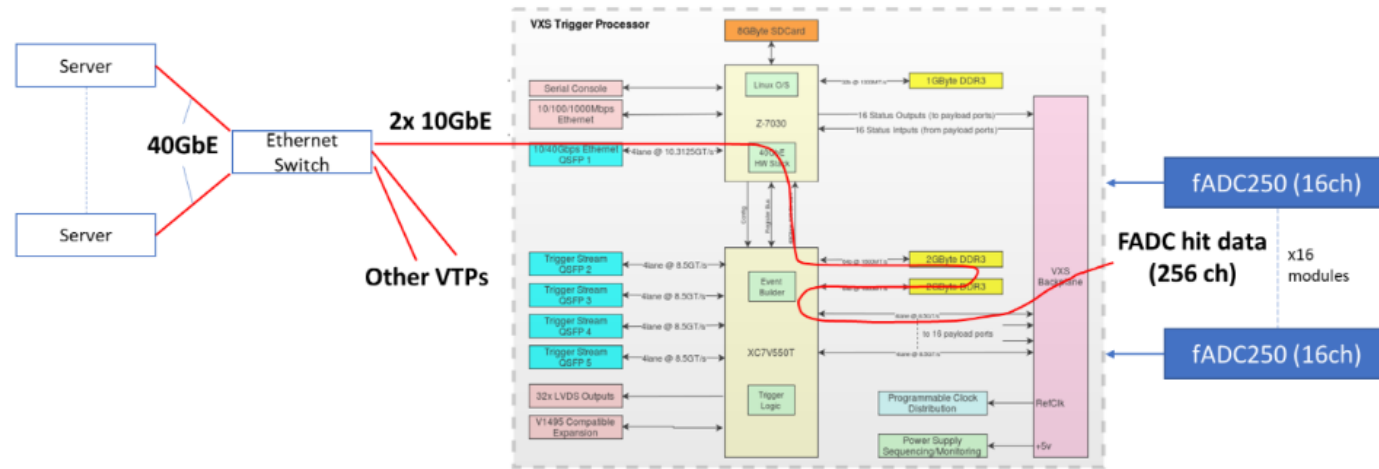 VXS Trigger Processor
8GByte SDCard
Server
Linux O/S
1GByte DDR3
Serial Console
10/100/1000Mbps
Ethernet
Z-7030
16 Status Outputs (to payload ports)
16 Status Intputs (from payload ports)
2x 10GbE
40GbE
Ethernet
Switch
10/40Gbps Ethernet
QSFP 1
4lane @ 10.3125GT/s
40GbE
HW Stack
fADC250 (16ch)
Server
Config
Register Bus
FADC hit data
(256 ch)
x16
modules
Other VTPs
Trigger Stream
QSFP 2
4lane @ 8.5GT/s
Event
Builder
2GByte DDR3
2GByte DDR3
VXS
Backplane
Trigger Stream
QSFP 3
4lane @ 8.5GT/s
Trigger Stream
QSFP 4
4lane @ 8.5GT/s
to 16 payload ports
Trigger Stream
QSFP 5
4lane @ 8.5GT/s
XC7V550T
fADC250 (16ch)
32x LVDS Outputs
Trigger
Logic
Programmable Clock
Distribution
RefClk
V1495 Compatible
Expansion
Power Supply
Sequencing/Monitoring
+5v